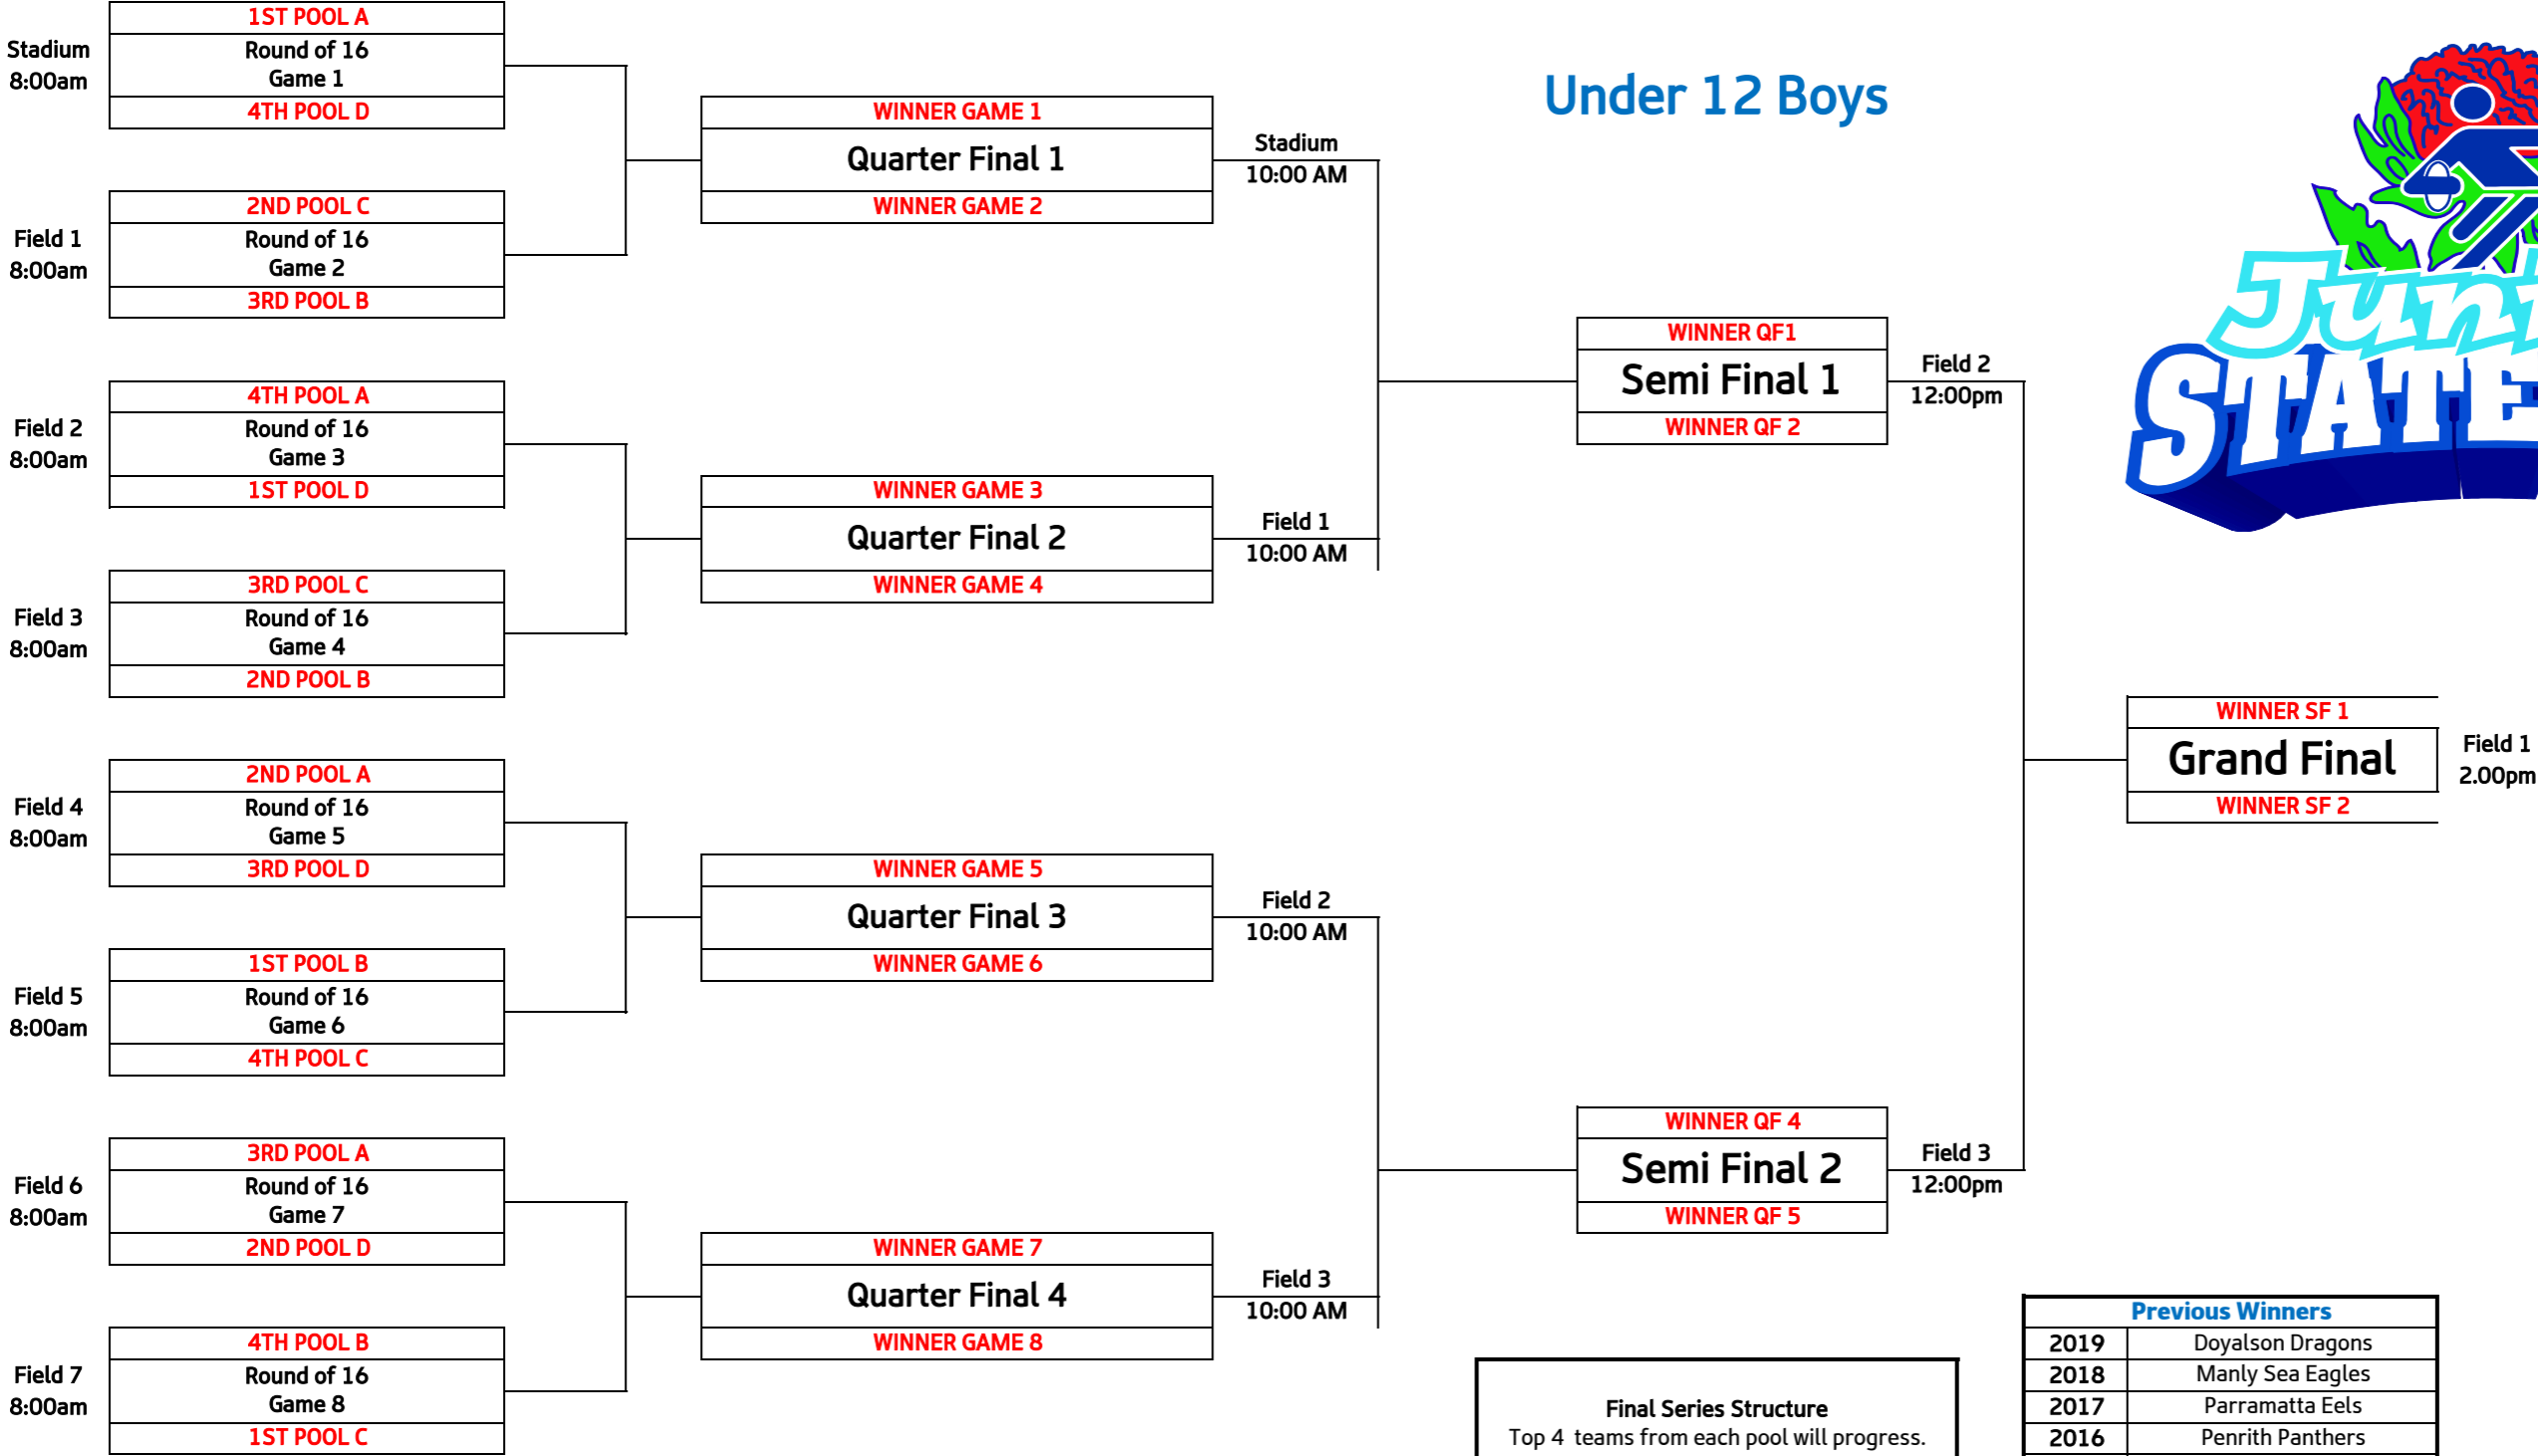 Under 12 Boys
Stadium
8:00am
1ST POOL A
Round of 16
Game 1
4TH POOL D
Field 1
8:00am
2ND POOL C
Round of 16
Game 2
3RD POOL B
Field 2
8:00am
4TH POOL A
Round of 16
Game 3
1ST POOL D
Field 3
8:00am
3RD POOL C
Round of 16
Game 4
2ND POOL B
Field 4
8:00am
2ND POOL A
Round of 16
Game 5
3RD POOL D
Field 5
8:00am
1ST POOL B
Round of 16
Game 6
4TH POOL C
Field 6
8:00am
3RD POOL A
Round of 16
Game 7
2ND POOL D
Field 7
8:00am
4TH POOL B
Round of 16
Game 8
1ST POOL C
WINNER GAME 1
Quarter Final 1
WINNER GAME 2
Stadium
10:00 AM
WINNER GAME 3
Quarter Final 2
WINNER GAME 4
Field 1
10:00 AM
WINNER GAME 5
Quarter Final 3
WINNER GAME 6
Field 2
10:00 AM
WINNER GAME 7
Quarter Final 4
WINNER GAME 8
Field 3
10:00 AM
WINNER QF1
Semi Final 1
WINNER QF 2
Field 2
12:00pm
WINNER QF 4
Semi Final 2
WINNER QF 5
Field 3
12:00pm
WINNER SF 1
Grand Final
WINNER SF 2
Field 1
2.00pm
Final Series Structure
Top 4 teams from each pool will progress.
Previous Winners
2019 Doyalson Dragons
2018 Manly Sea Eagles
2017 Parramatta Eels
2016 Penrith Panthers